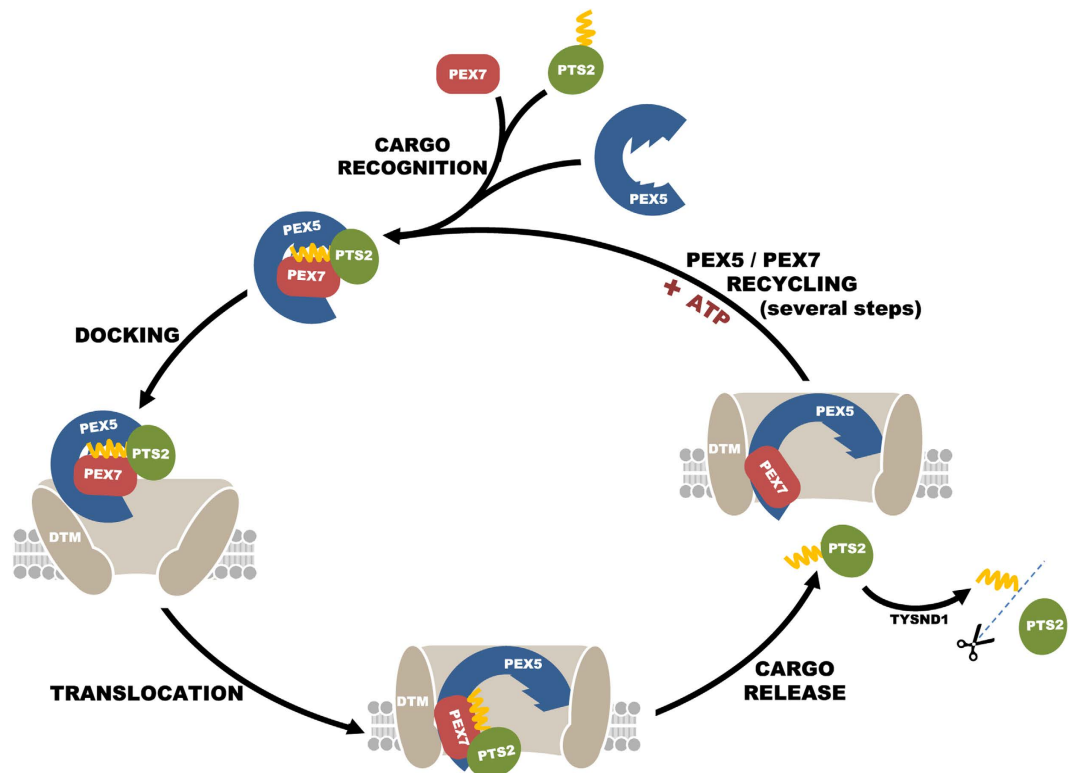 PEX7
PTS2
CARGO
RECOGNITION
PEX5
PEX5
PTS2
PEX7
PEX5 / PEX7
RECYCLING
(several steps)
+ ATP
DOCKING
PEX5
PTS2
PEX7
DTM
PEX5
DTM
PEX7
PTS2
TYSND1
PTS2
TRANSLOCATION
PEX5
DTM
PEX7
PTS2
CARGO
RELEASE